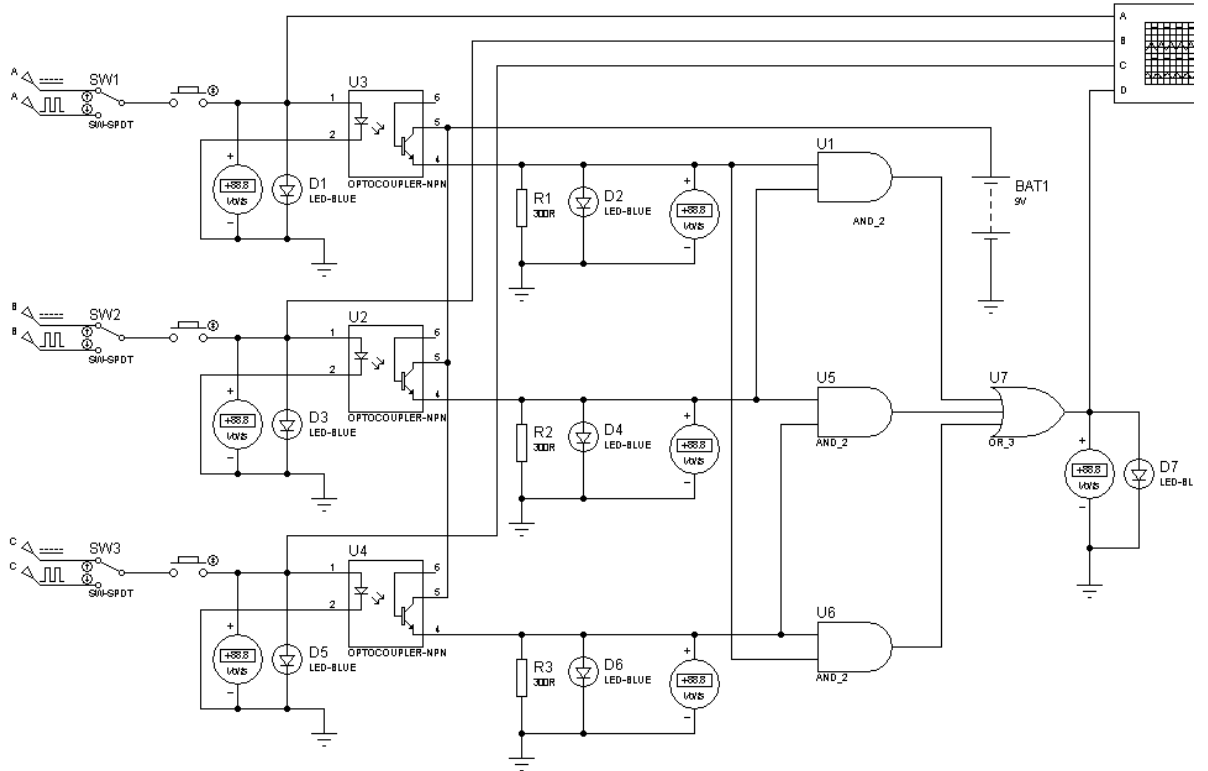 A
B
C
D
A
A
SW1
SW-SPDT
+88.8
Volts
D1
LED-BLUE
U3
1
2
6
5
4
OPTOCOUPLER-NPN
R1
300R
D2
LED-BLUE
+88.8
Volts
U1
AND_2
BAT1
9V
B
B
SW2
SW-SPDT
+88.8
Volts
D3
LED-BLUE
U2
1
2
6
5
4
OPTOCOUPLER-NPN
R2
300R
D4
LED-BLUE
+88.8
Volts
U5
AND_2
U7
OR_3
+88.8
Volts
D7
LED-BL
C
C
SW3
SW-SPDT
+88.8
Volts
D5
LED-BLUE
U4
1
2
6
5
4
OPTOCOUPLER-NPN
R3
300R
D6
LED-BLUE
+88.8
Volts
U6
AND_2